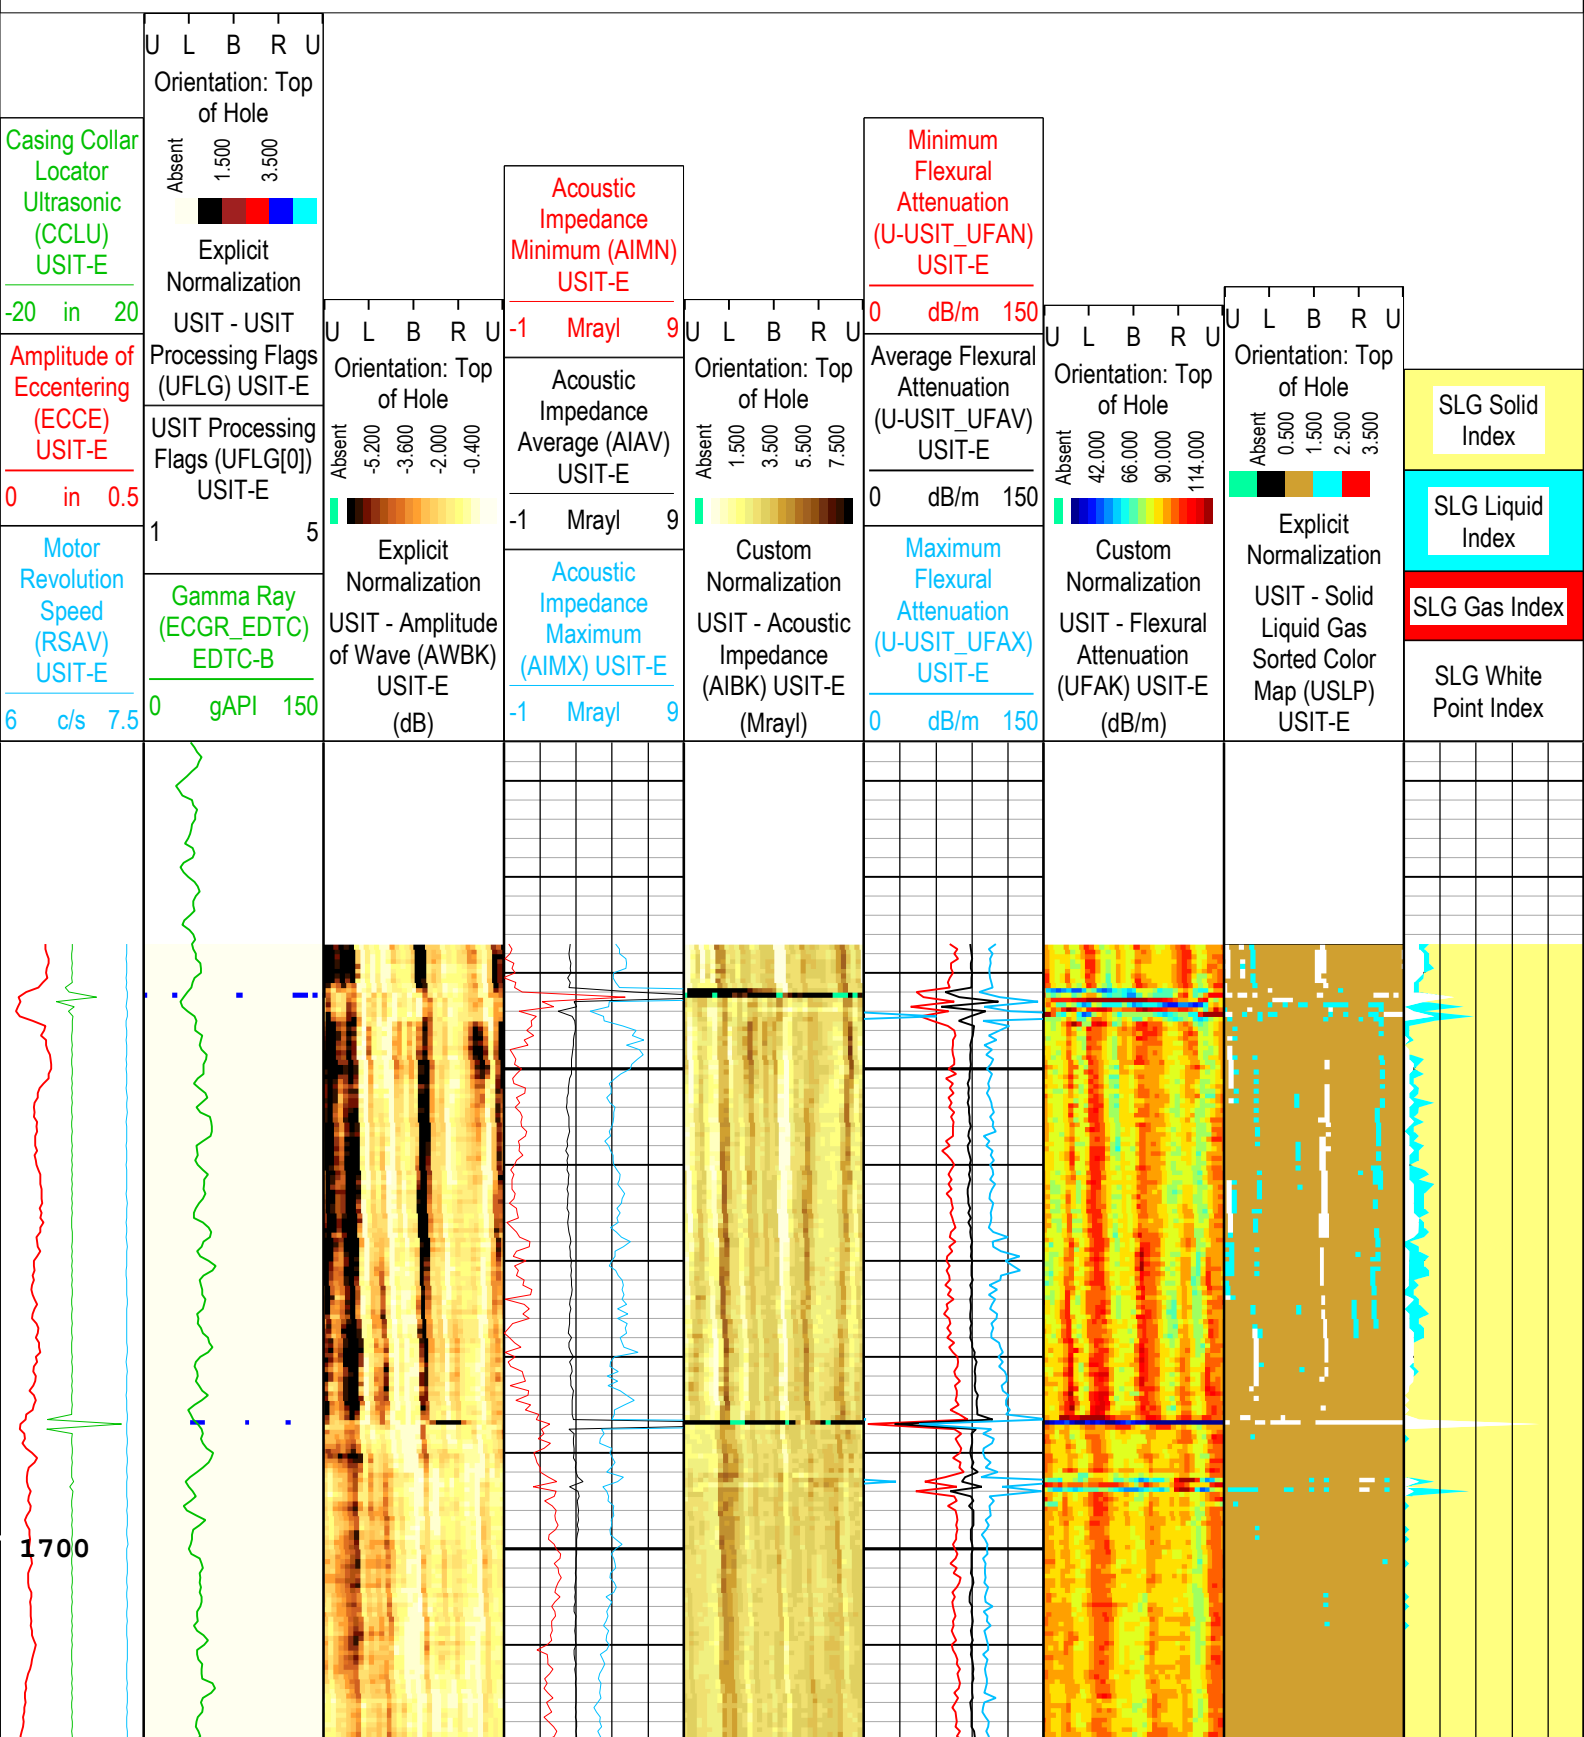 U L B R U
Orientation: Top
of Hole
Absent
1.500
3.500
Explicit
Normalization
USIT - USIT
Processing Flags
(UFLG) USIT-E
USIT Processing
Flags (UFLG[0])
USIT-E
1 5
Gamma Ray
(ECGR_EDTC)
EDTC-B
0 gAPI 150
Casing Collar
Locator
Ultrasonic
(CCLU)
USIT-E
-20 in 20
Amplitude of
Eccentering
(ECCE)
USIT-E
0 in 0.5
Motor
Revolution
Speed
(RSAV)
USIT-E
6 c/s 7.5
U L B R U
Orientation: Top
of Hole
Absent
-5.200
-3.600
-2.000
-0.400
Explicit
Normalization
USIT - Amplitude
of Wave (AWBK)
USIT-E
(dB)
Acoustic
Impedance
Minimum (AIMN)
USIT-E
-1 Mrayl 9
Acoustic
Impedance
Average (AIAV)
USIT-E
-1 Mrayl 9
Acoustic
Impedance
Maximum
(AIMX) USIT-E
-1 Mrayl 9
U L B R U
Orientation: Top
of Hole
Absent
1.500
3.500
5.500
7.500
Custom
Normalization
USIT - Acoustic
Impedance
(AIBK) USIT-E
(Mrayl)
Minimum
Flexural
Attenuation
(U-USIT_UFAN)
USIT-E
0 dB/m 150
Average Flexural
Attenuation
(U-USIT_UFAV)
USIT-E
0 dB/m 150
Maximum
Flexural
Attenuation
(U-USIT_UFAX)
USIT-E
0 dB/m 150
U L B R U
Orientation: Top
of Hole
Absent
42.000
66.000
90.000
114.000
Custom
Normalization
USIT - Flexural
Attenuation
(UFAK) USIT-E
(dB/m)
U L B R U
Orientation: Top
of Hole
Absent
0.500
1.500
2.500
3.500
Explicit
Normalization
USIT - Solid
Liquid Gas
Sorted Color
Map (USLP)
USIT-E
SLG Solid
Index
SLG Liquid
Index
SLG Gas Index
SLG White
Point Index
1700